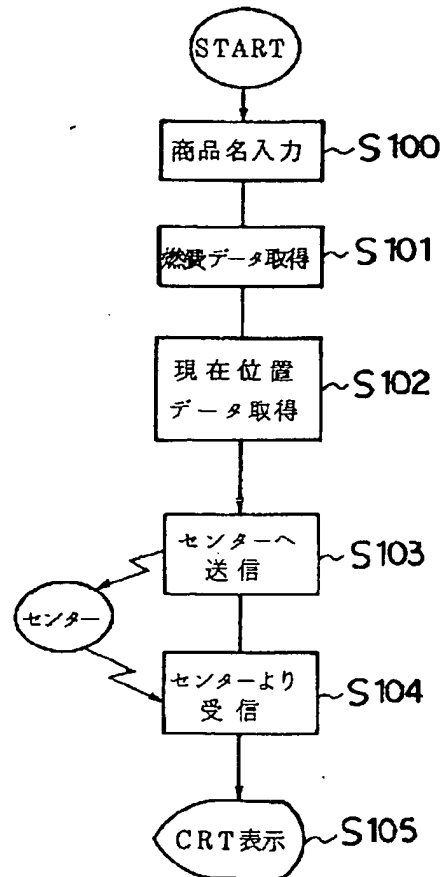 START
商品名入力
S100
燃費データ取得
S101
現在位置
データ取得
S102
センターへ
送信
S103
センター
センターより
受信
S104
CRT表示
S105